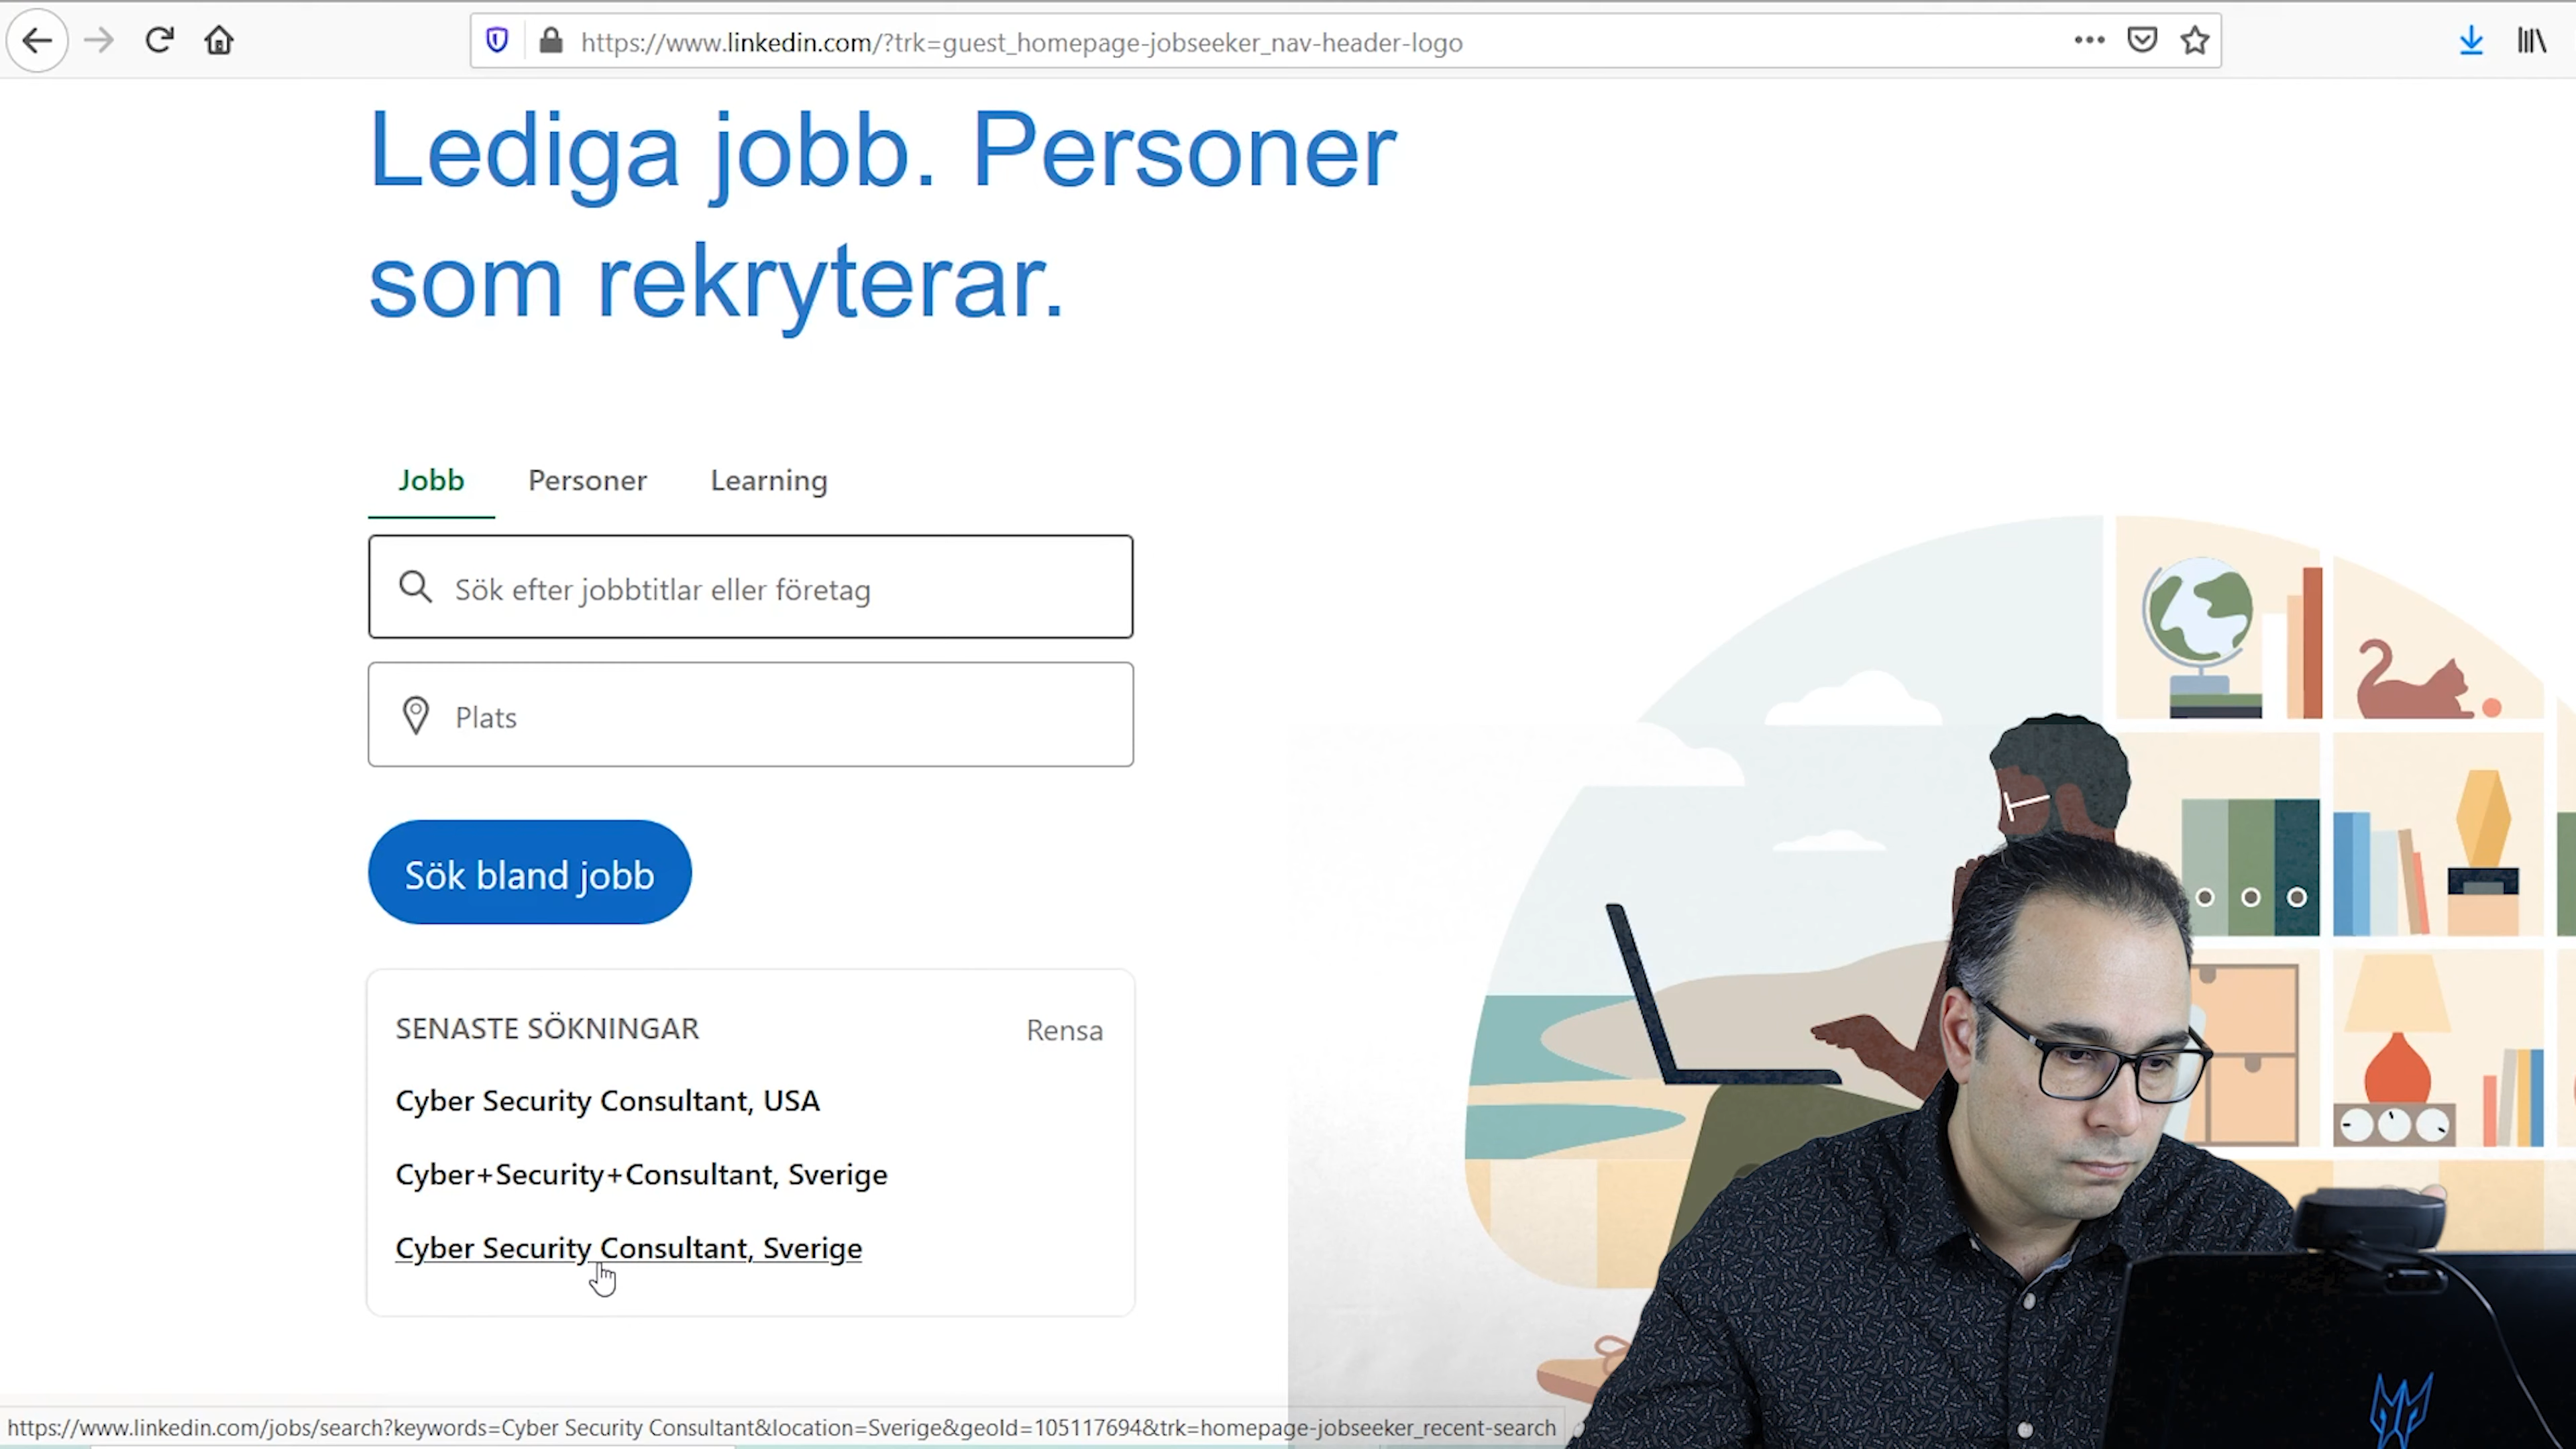 https://www.linkedin.com/?trk=guest_homepage-jobseeker_nav-header-logo
Lediga jobb. Personer
som rekryterar.
Jobb Personer Learning
Sök efter jobbtitlar eller företag
Plats
Sök bland jobb
SENASTE SÖKNINGAR Rensa
Cyber Security Consultant, USA
Cyber+Security+Consultant, Sverige
Cyber Security Consultant, Sverige
https://www.linkedin.com/jobs/search?keywords=Cyber Security Consultant&location=Sverige&geoId=105117694&trk=homepage-jobseeker_recent-search